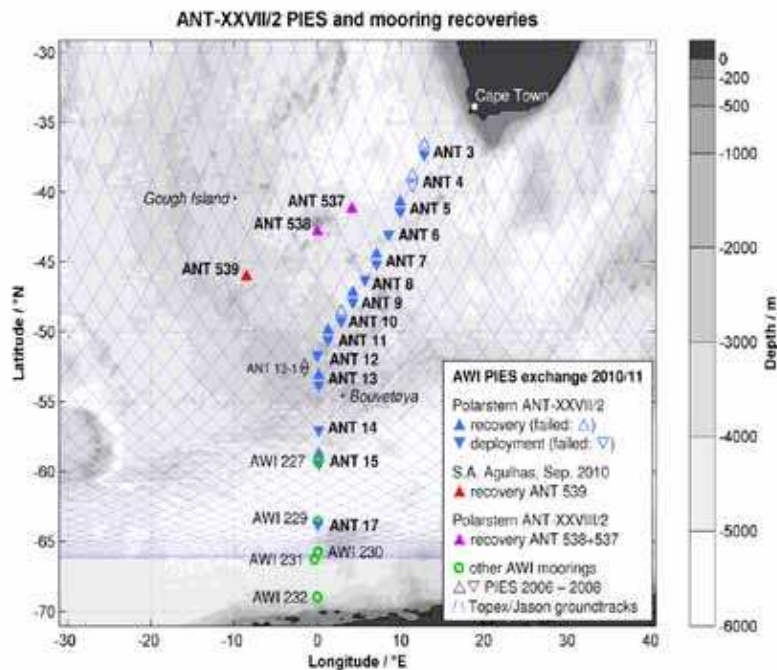 ANT-XXVII/2 PIES and mooring recoveries
-30
-35
-40
-45
-50
-55
-60
-65
-70
Latitude / °N
-30
-20
-10
0
10
20
30
40
Longitude / °E
Cape Town
ANT 3
ANT 4
Gough Island
ANT 537
ANT 5
ANT 538
ANT 6
ANT 539
ANT 7
ANT 8
ANT 9
ANT 10
ANT 11
ANT 12
ANT 13-1
ANT 13
Bouvetøya
ANT 14
AWI 227
ANT 15
AWI 229
ANT 17
AWI 230
AWI 231
AWI 232
AWI PIES exchange 2010/11
Polarstern ANT-XXVII/2
recovery (failed: △)
deployment (failed: ▽)
S.A. Agulhas, Sep. 2010
recovery ANT 539
Polarstern ANT-XXVIII/2
recovery ANT 538+537
other AWI moorings
△▽ PIES 2006 – 2008
Topex/Jason groundtracks
0
-200
-500
-1000
-2000
-3000
-4000
-5000
-6000
Depth / m